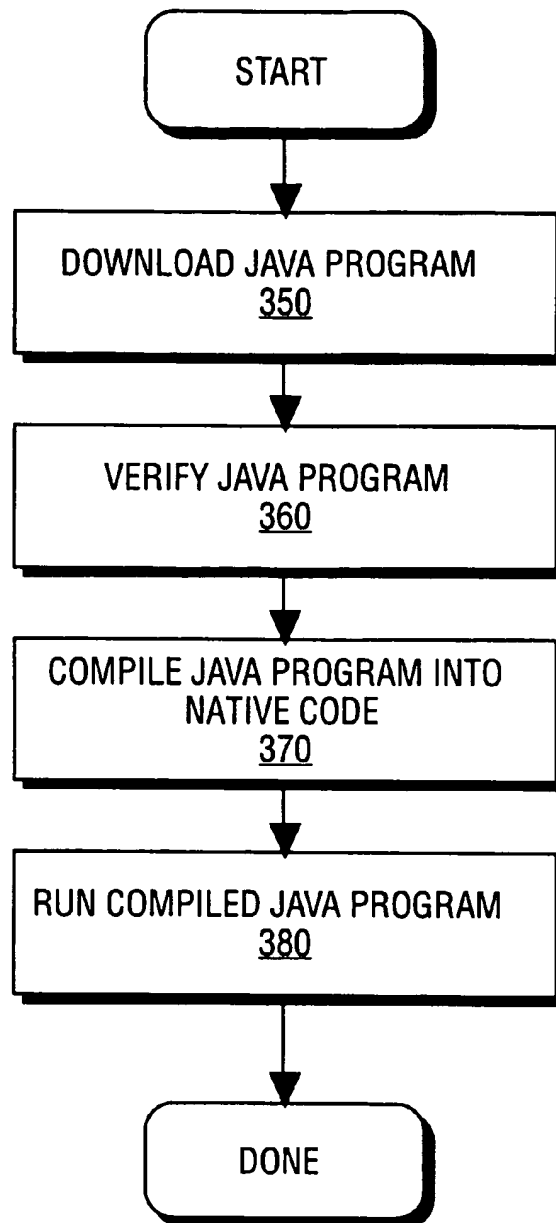 START
DOWNLOAD JAVA PROGRAM
350
VERIFY JAVA PROGRAM
360
COMPILE JAVA PROGRAM INTO
NATIVE CODE
370
RUN COMPILED JAVA PROGRAM
380
DONE